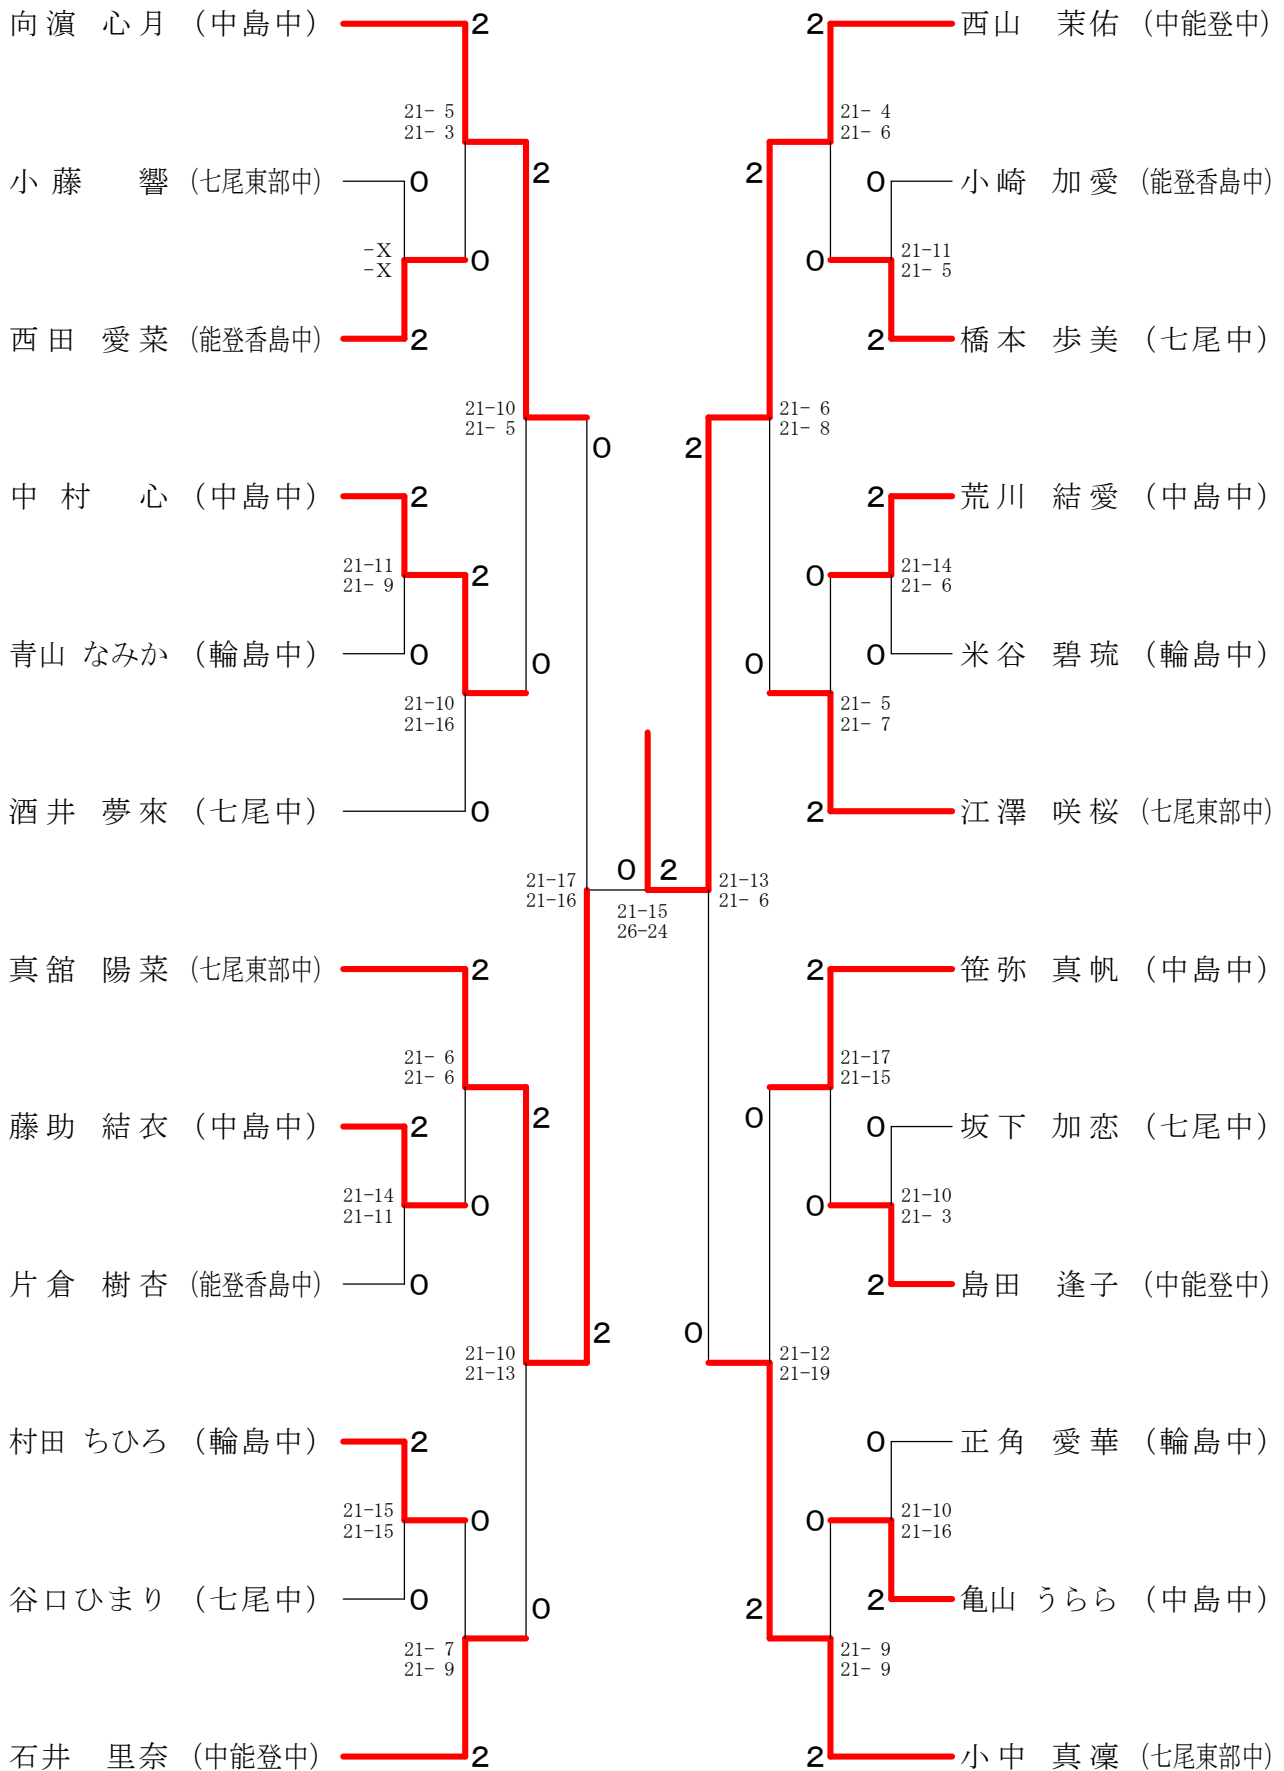 向濵 心月 (中島中) 2
2 西山 茉佑 (中能登中)
21- 5
21- 3
21- 4
21- 6
2
2
小藤 響 (七尾東部中) 0
0 小崎 加愛 (能登香島中)
-X
-X
0
0
21-11
21- 5
西田 愛菜 (能登香島中) 2
2 橋本 歩美 (七尾中)
21-10
21- 5
0
2
21- 6
21- 8
中村 心 (中島中) 2
2 荒川 結愛 (中島中)
21-11
21- 9
2
0
21-14
21- 6
青山 なみか (輪島中) 0
0
0
0 米谷 碧琉 (輪島中)
21-10
21-16
21- 5
21- 7
酒井 夢來 (七尾中) 0
2 江澤 咲桜 (七尾東部中)
21-17
21-16
0 2
21-15
26-24
21-13
21- 6
真舘 陽菜 (七尾東部中) 2
2 笹弥 真帆 (中島中)
21- 6
21- 6
21-17
21-15
2
0
藤助 結衣 (中島中) 2
0 坂下 加恋 (七尾中)
21-14
21-11
0
0
21-10
21- 3
片倉 樹杏 (能登香島中) 0
2 島田 逢子 (中能登中)
21-10
21-13
2
0
21-12
21-19
村田 ちひろ (輪島中) 2
0 正角 愛華 (輪島中)
21-15
21-15
0
0
21-10
21-16
谷口ひまり (七尾中) 0
0
2
2 亀山 うらら (中島中)
21- 7
21- 9
21- 9
21- 9
石井 里奈 (中能登中) 2
2 小中 真凜 (七尾東部中)